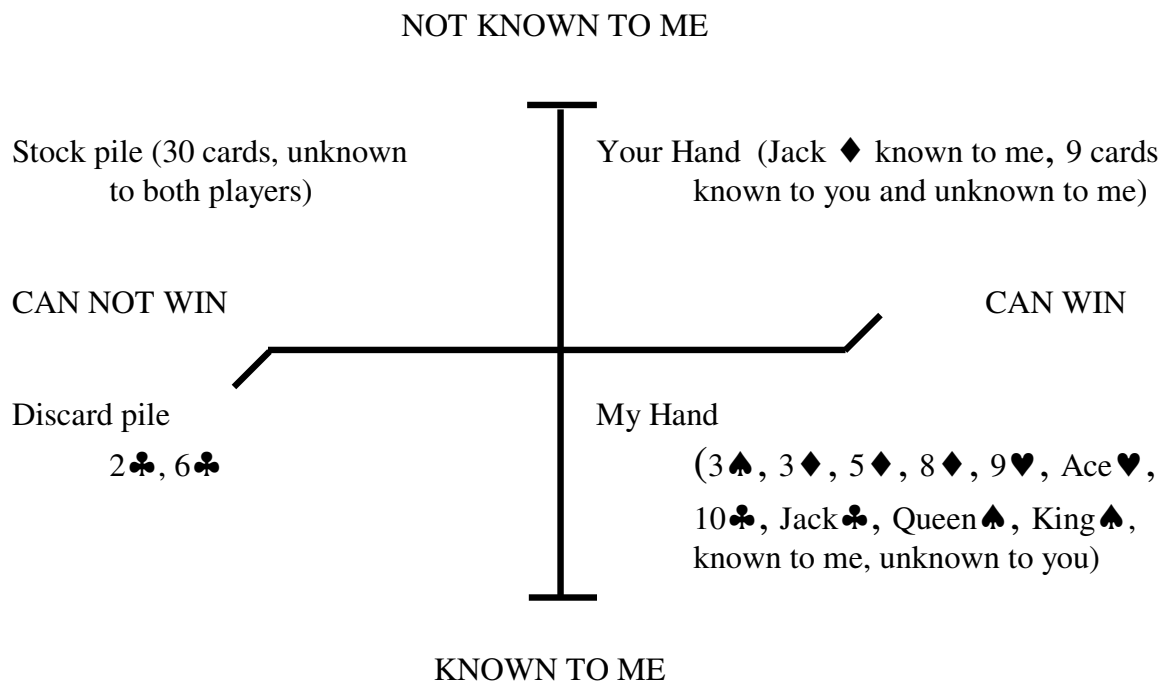 NOT KNOWN TO ME
Stock pile (30 cards, unknown
to both players)
Your Hand (Jack ♦ known to me, 9 cards
known to you and unknown to me)
CAN NOT WIN
CAN WIN
Discard pile
2♣, 6♣
My Hand
(3♠, 3♦, 5♦, 8♦, 9♥, Ace♥,
10♣, Jack♣, Queen♠, King♠,
known to me, unknown to you)
KNOWN TO ME